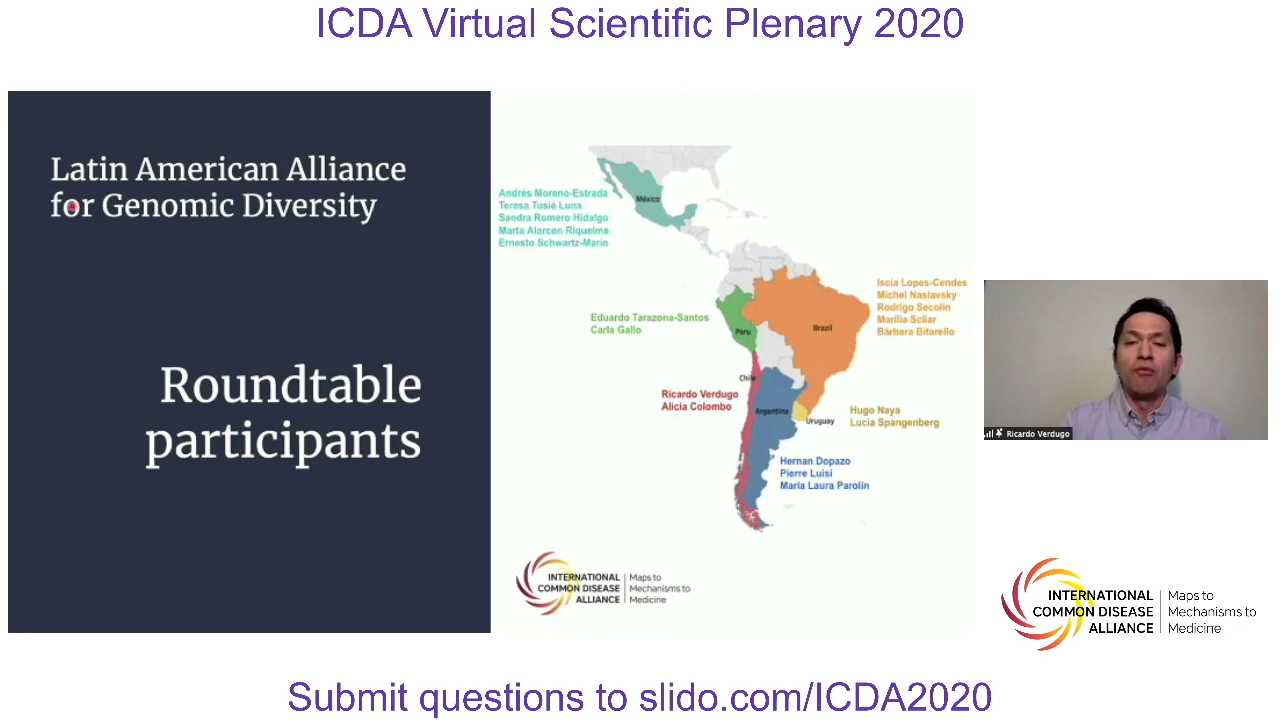 ICDA Virtual Scientific Plenary 2020
Latin American Alliance
for Genomic Diversity
Roundtable
participants
Andrés Moreno-Estrada
Teresa Tusié Luna
Sandra Romero Hidalgo
Marta Alarcon Riquelme
Ernesto Schwartz-Marin
México
Venezuela
Colombia
Eduardo Tarazona-Santos
Carla Gallo
Peru
Brazil
Iscia Lopes-Cendes
Michel Naslavsky
Rodrigo Secolin
Marilia Scliar
Bárbara Bitarello
Chile
Ricardo Verdugo
Alicia Colombo
Argentina
Uruguay
Hugo Naya
Lucia Spangenberg
Hernan Dopazo
Pierre Luisi
Maria Laura Parolin
INTERNATIONAL
COMMON DISEASE
ALLIANCE
Maps to
Mechanisms to
Medicine
Ricardo Verdugo
INTERNATIONAL
COMMON DISEASE
ALLIANCE
Maps to
Mechanisms to
Medicine
Submit questions to slido.com/ICDA2020